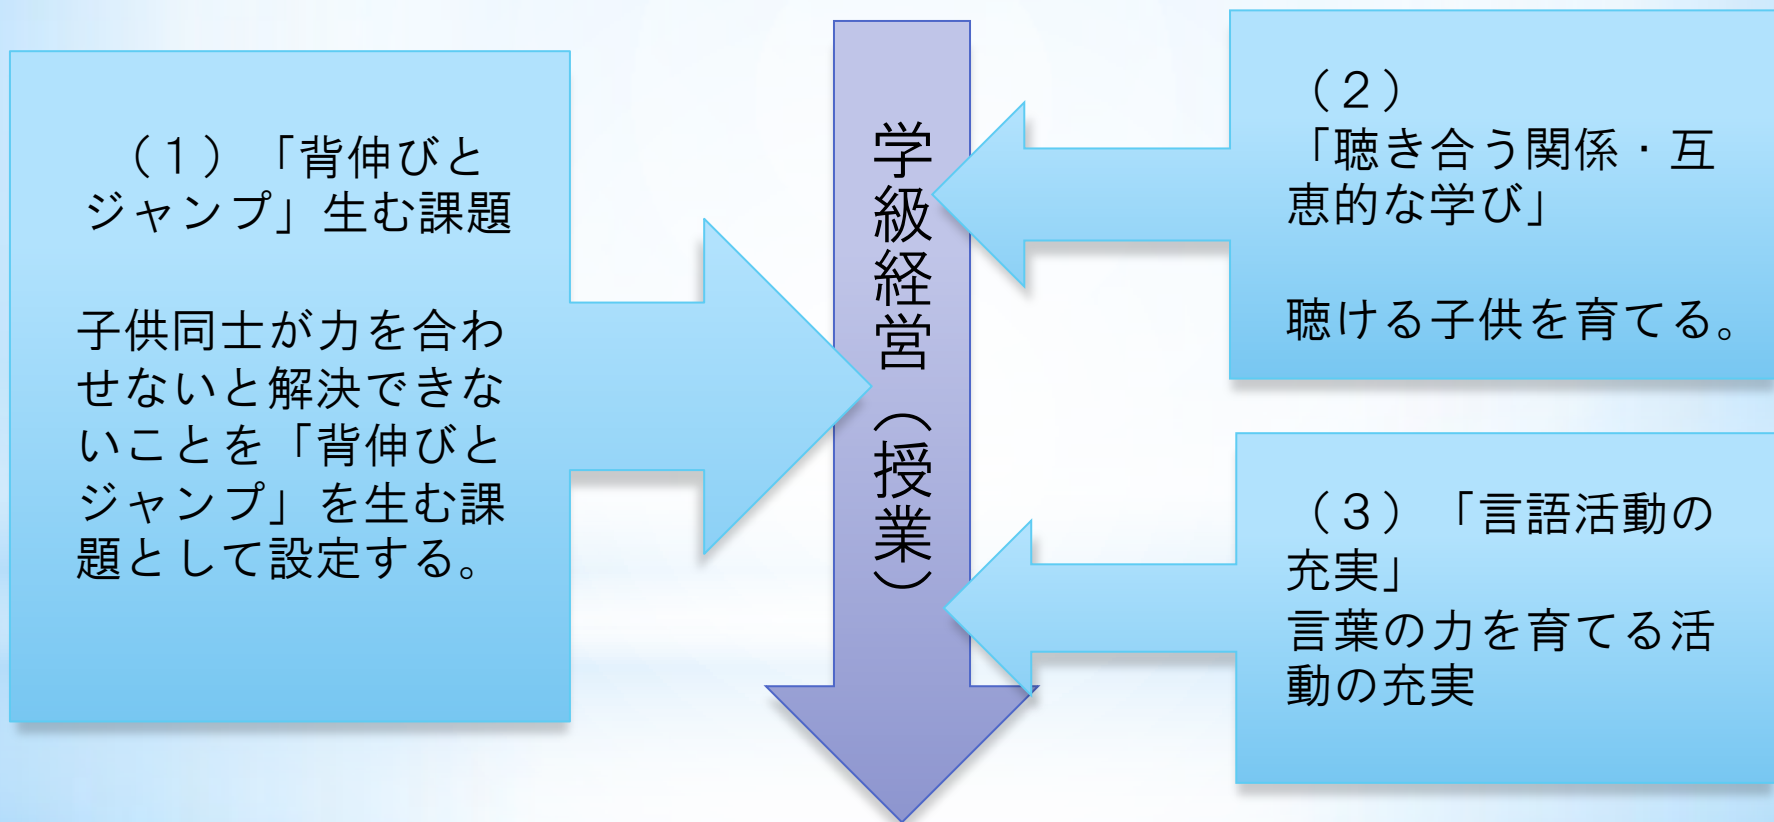 （１）「背伸びと
ジャンプ」生む課題
子供同士が力を合わ
せないと解決できな
いことを「背伸びと
ジャンプ」を生む課
題として設定する。
学級経営（授業）
（２）
「聴き合う関係・互
恵的な学び」
聴ける子供を育てる。
（３）「言語活動の
充実」
言葉の力を育てる活
動の充実